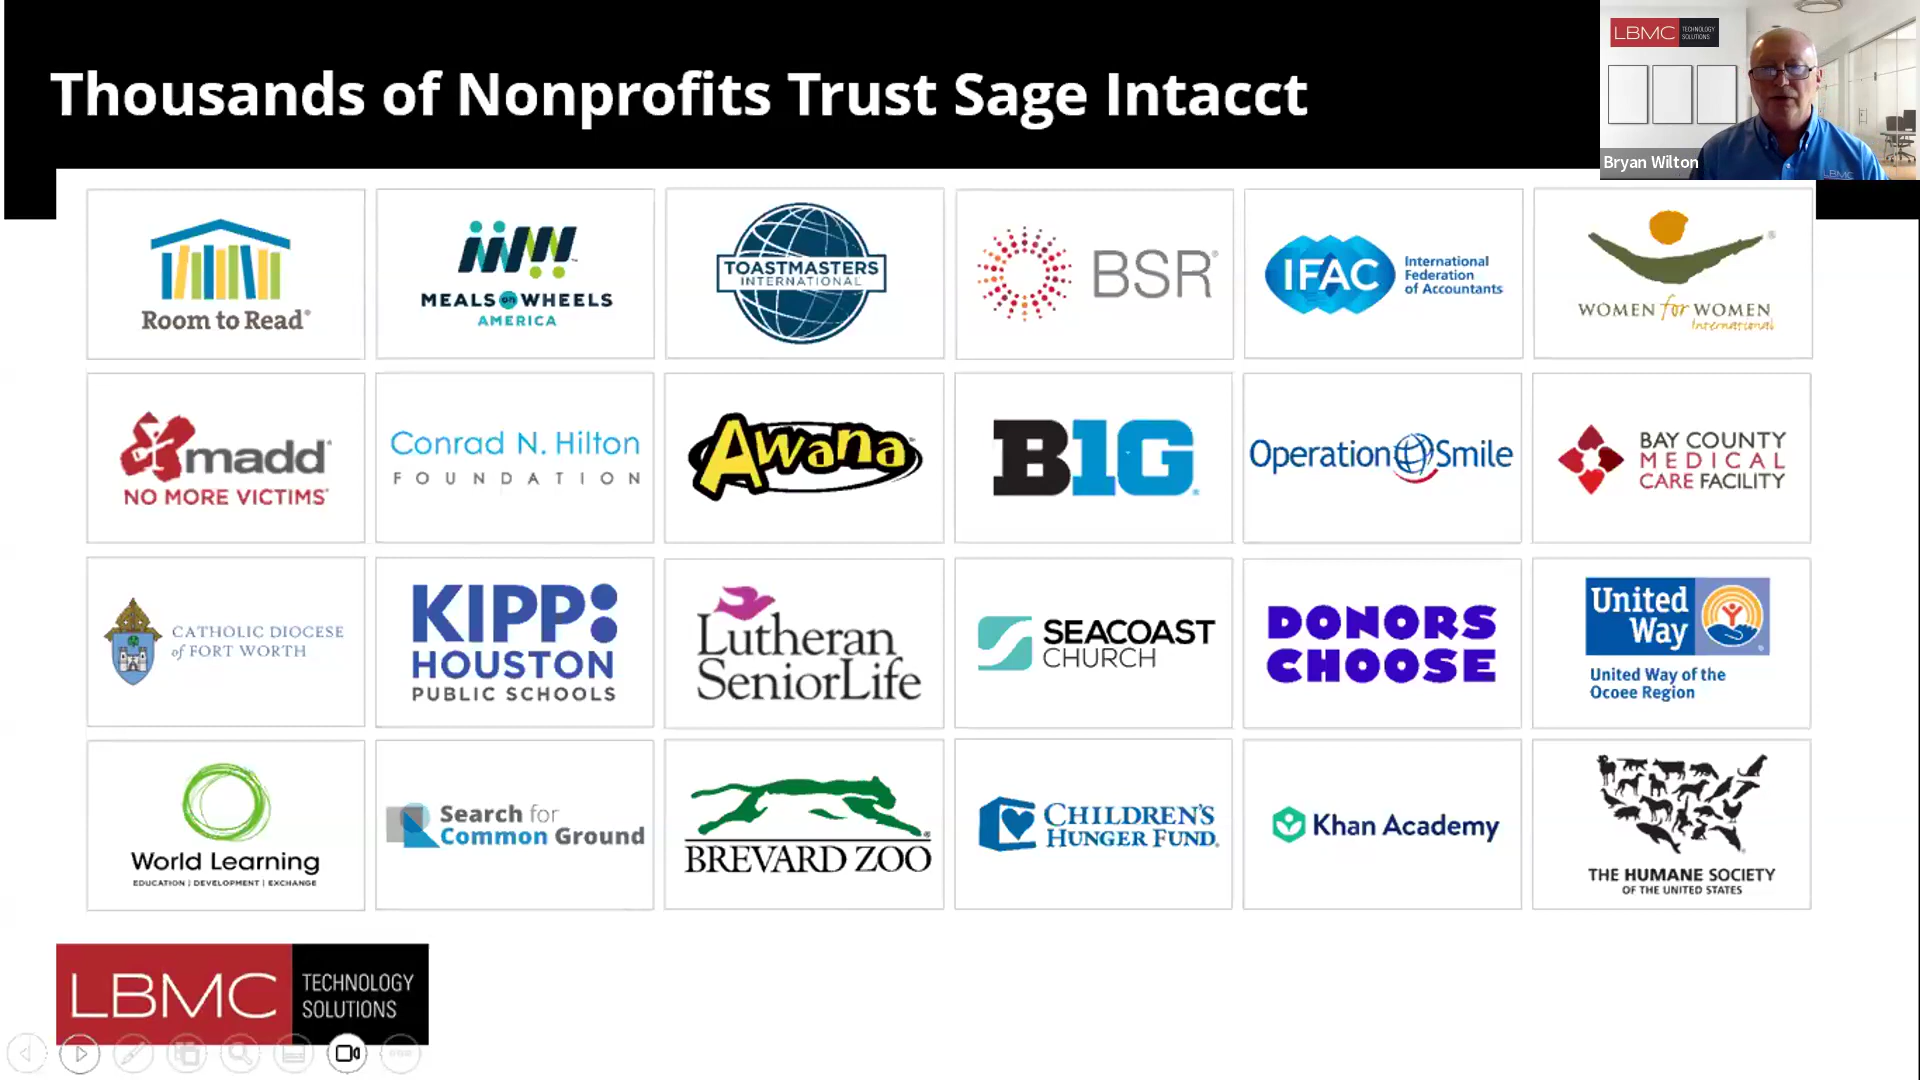 Thousands of Nonprofits Trust Sage Intacct
LBMC TECHNOLOGY
SOLUTIONS
Bryan Wilton
LBMC
Room to Read®
MEALS on WHEELS
AMERICA
TOASTMASTERS
INTERNATIONAL
BSR®
IFAC
International
Federation
of Accountants
WOMEN for WOMEN
International
madd®
NO MORE VICTIMS®
Conrad N. Hilton
FOUNDATION
Awana
B1G
Operation Smile
BAY COUNTY
MEDICAL
CARE FACILITY
CATHOLIC DIOCESE
of FORT WORTH
KIPP:
HOUSTON
PUBLIC SCHOOLS
Lutheran
SeniorLife
SEACOAST
CHURCH
DONORS
CHOOSE
United
Way
United Way of the
Ocoee Region
World Learning
EDUCATION | DEVELOPMENT | EXCHANGE
Search for
Common Ground
BREVARD ZOO®
CHILDREN'S
HUNGER FUND®
Khan Academy
THE HUMANE SOCIETY
OF THE UNITED STATES
LBMC TECHNOLOGY
SOLUTIONS